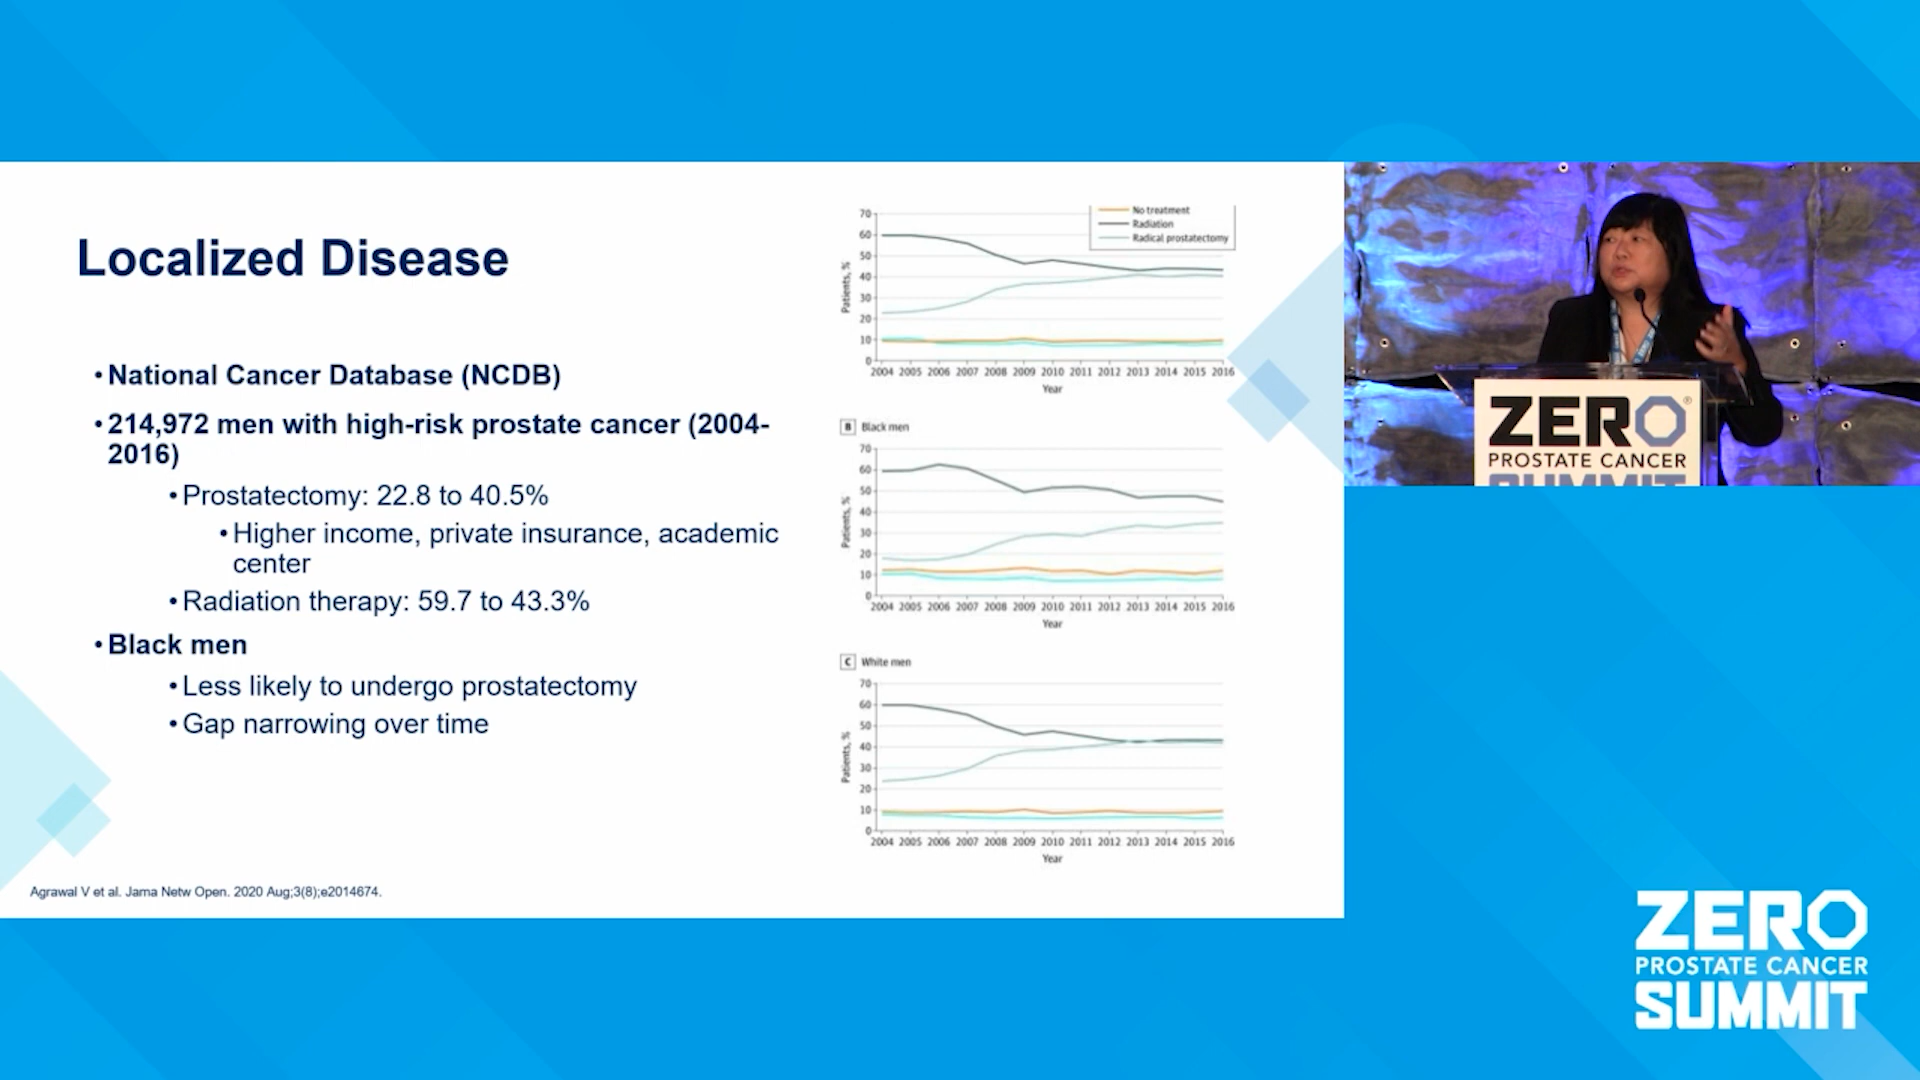 Localized Disease
•National Cancer Database (NCDB)
•214,972 men with high-risk prostate cancer (2004-
2016)
•Prostatectomy: 22.8 to 40.5%
•Higher income, private insurance, academic
center
•Radiation therapy: 59.7 to 43.3%
•Black men
•Less likely to undergo prostatectomy
•Gap narrowing over time
Agrawal V et al. Jama Netw Open. 2020 Aug;3(8);e2014674.
No treatment
Radiation
Radical prostatectomy
70
60
50
40
30
20
10
0
Patients, %
2004 2005 2006 2007 2008 2009 2010 2011 2012 2013 2014 2015 2016
Year
B Black men
70
60
50
40
30
20
10
0
Patients, %
2004 2005 2006 2007 2008 2009 2010 2011 2012 2013 2014 2015 2016
Year
C White men
70
60
50
40
30
20
10
0
Patients, %
2004 2005 2006 2007 2008 2009 2010 2011 2012 2013 2014 2015 2016
Year
ZERO®
PROSTATE CANCER
SUMMIT
ZERO
PROSTATE CANCER
SUMMIT